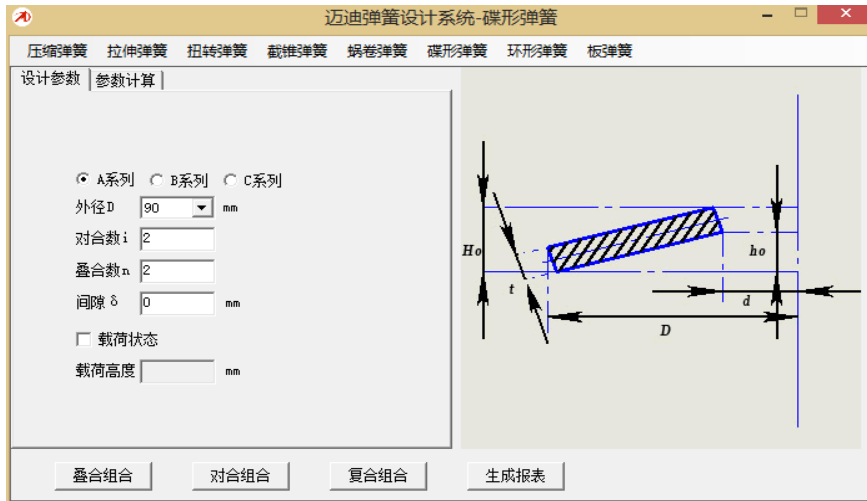 迈迪弹簧设计系统-碟形弹簧
压缩弹簧 拉伸弹簧 扭转弹簧 截锥弹簧 蜗卷弹簧 碟形弹簧 环形弹簧 板弹簧
设计参数 参数计算
A系列 B系列 C系列
外径D 90 mm
对合数i 2
叠合数n 2
间隙δ 0 mm
载荷状态
载荷高度 mm
Ho
t
D
d
ho
叠合组合 对合组合 复合组合 生成报表